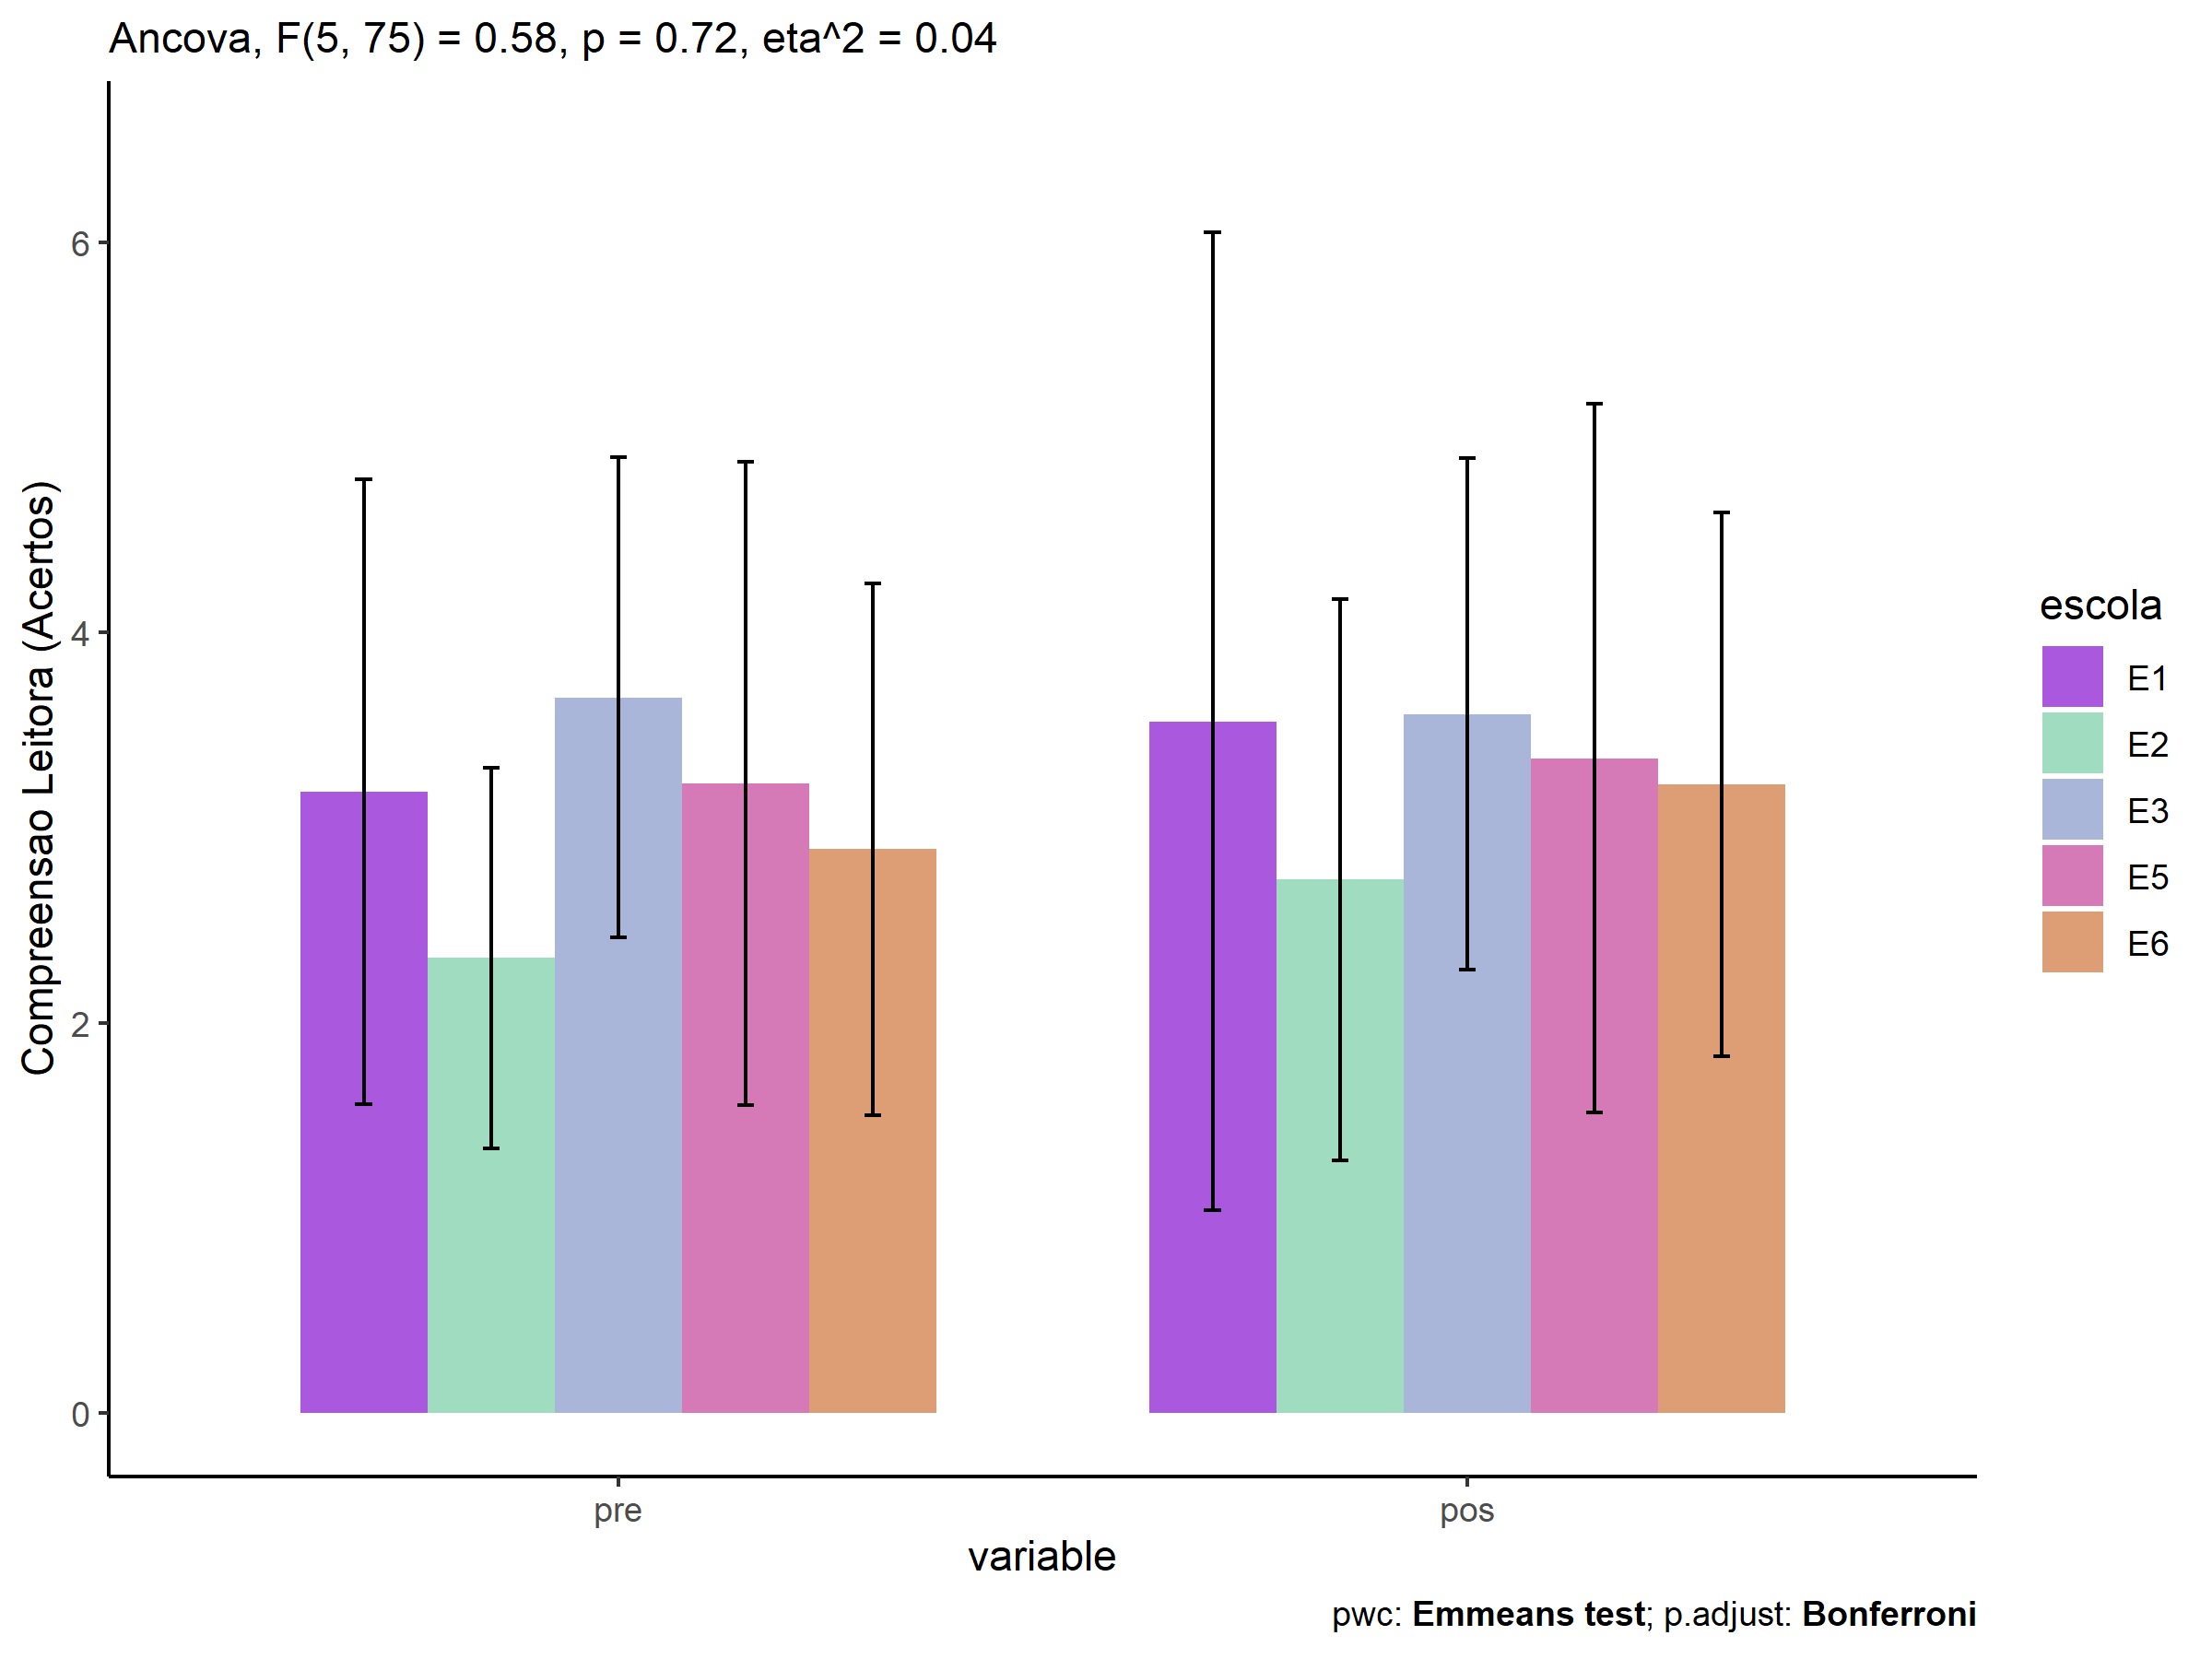 Ancova, F(5, 75) = 0.58, p = 0.72, eta^2 = 0.04
Compreensao Leitora (Acertos)
6
4
2
0
pre
pos
variable
escola
E1
E2
E3
E5
E6
pwc: Emmeans test; p.adjust: Bonferroni